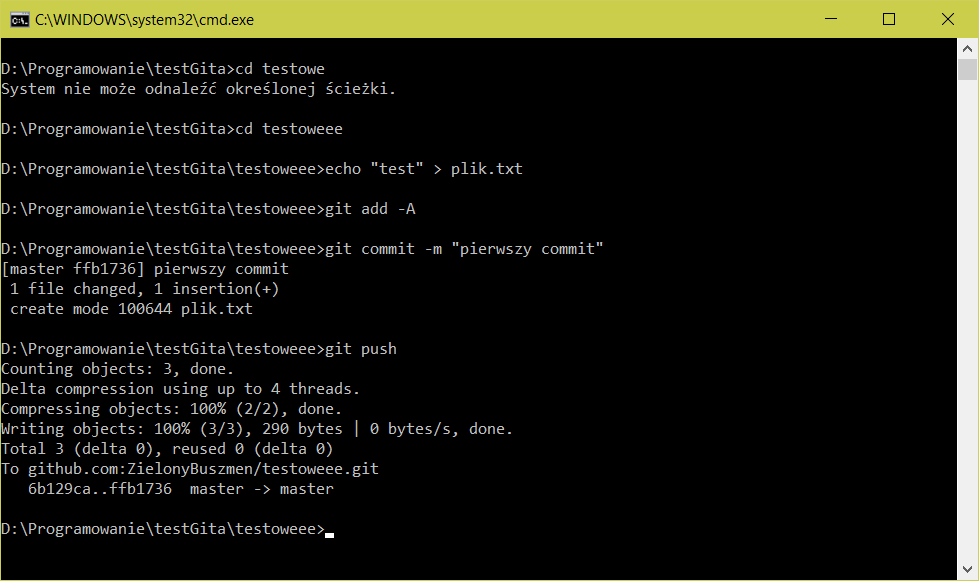 C:\WINDOWS\system32\cmd.exe
D:\Programowanie\testGita>cd testowe
System nie może odnaleźć określonej ścieżki.
D:\Programowanie\testGita>cd testoweee
D:\Programowanie\testGita\testoweee>echo "test" > plik.txt
D:\Programowanie\testGita\testoweee>git add -A
D:\Programowanie\testGita\testoweee>git commit -m "pierwszy commit"
[master ffb1736] pierwszy commit
 1 file changed, 1 insertion(+)
 create mode 100644 plik.txt
D:\Programowanie\testGita\testoweee>git push
Counting objects: 3, done.
Delta compression using up to 4 threads.
Compressing objects: 100% (2/2), done.
Writing objects: 100% (3/3), 290 bytes | 0 bytes/s, done.
Total 3 (delta 0), reused 0 (delta 0)
To github.com:ZielonyBuszmen/testoweee.git
   6b129ca..ffb1736  master -> master
D:\Programowanie\testGita\testoweee>